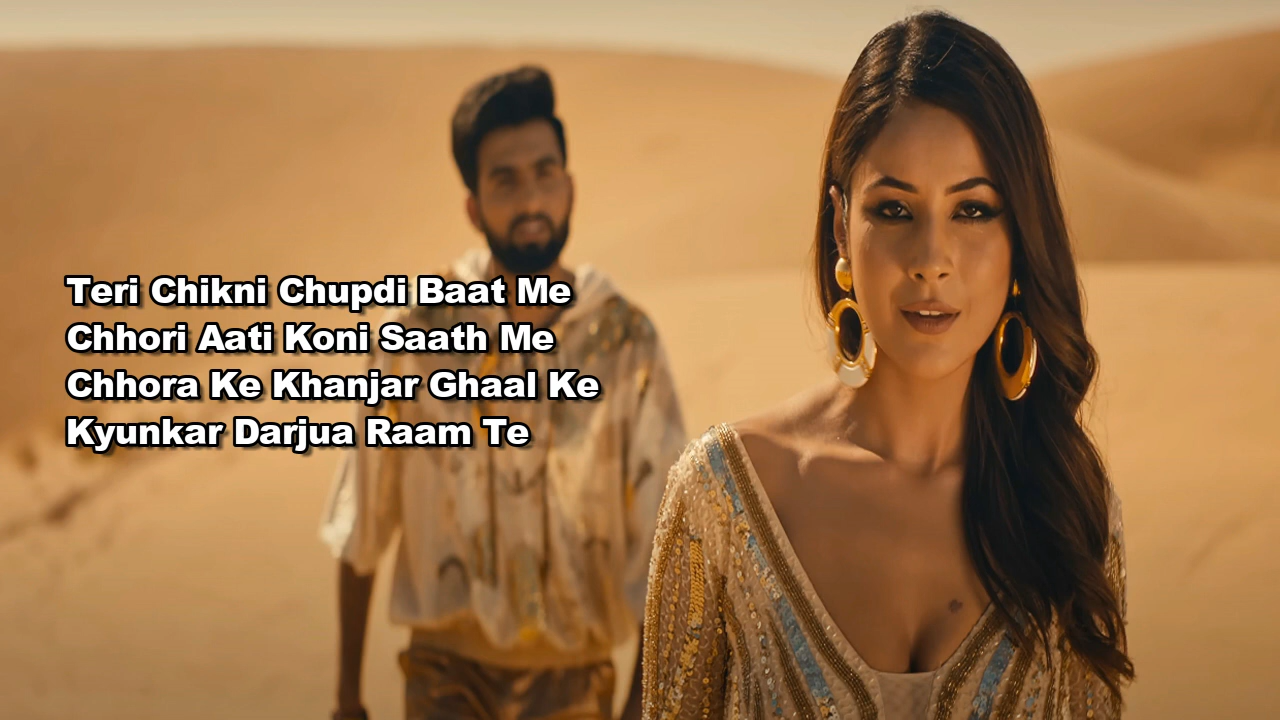 Teri Chikni Chupdi Baat Me
Chhori Aati Koni Saath Me
Chhora Ke Khanjar Ghaal Ke
Kyunkar Darjua Raam Te